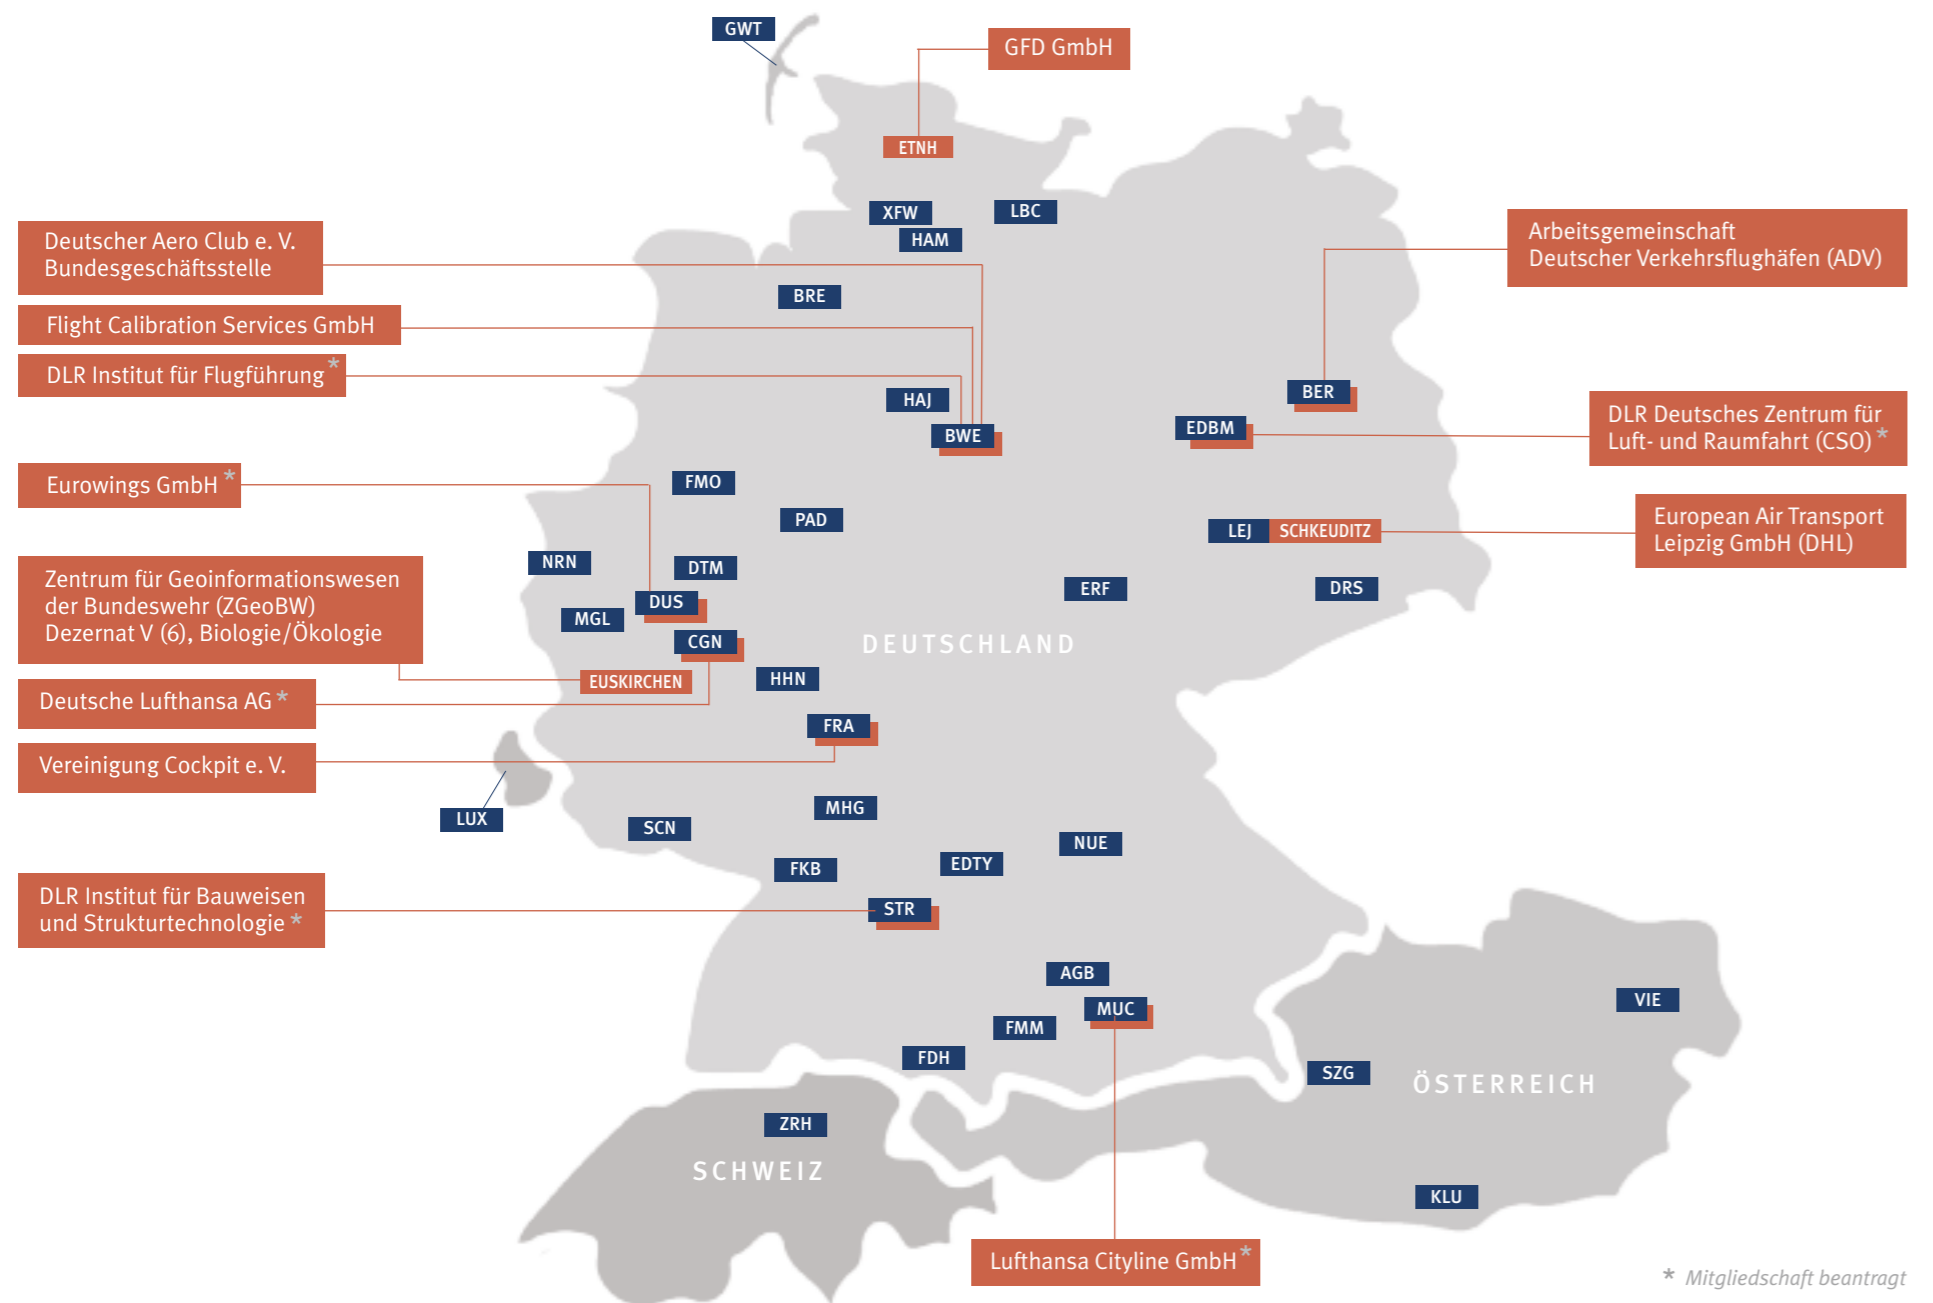 GWT
GFD GmbH
ETNH
XFW
LBC
HAM
Deutscher Aero Club e. V.
Bundesgeschäftsstelle
Arbeitsgemeinschaft
Deutscher Verkehrsflughäfen (ADV)
BRE
Flight Calibration Services GmbH
DLR Institut für Flugführung *
HAJ
BER
BWE
EDBM
DLR Deutsches Zentrum für
Luft- und Raumfahrt (CSO) *
Eurowings GmbH *
FMO
PAD
LEJ
SCHKEUDITZ
European Air Transport
Leipzig GmbH (DHL)
NRN
DTM
ERF
DRS
Zentrum für Geoinformationswesen
der Bundeswehr (ZGeoBW)
Dezernat V (6), Biologie/Ökologie
DUS
MGL
CGN
DEUTSCHLAND
EUSKIRCHEN
HHN
Deutsche Lufthansa AG *
FRA
Vereinigung Cockpit e. V.
LUX
MHG
SCN
NUE
FKB
EDTY
DLR Institut für Bauweisen
und Strukturtechnologie *
STR
AGB
MUC
VIE
FMM
FDH
SZG
ÖSTERREICH
ZRH
SCHWEIZ
KLU
Lufthansa Cityline GmbH *
* Mitgliedschaft beantragt